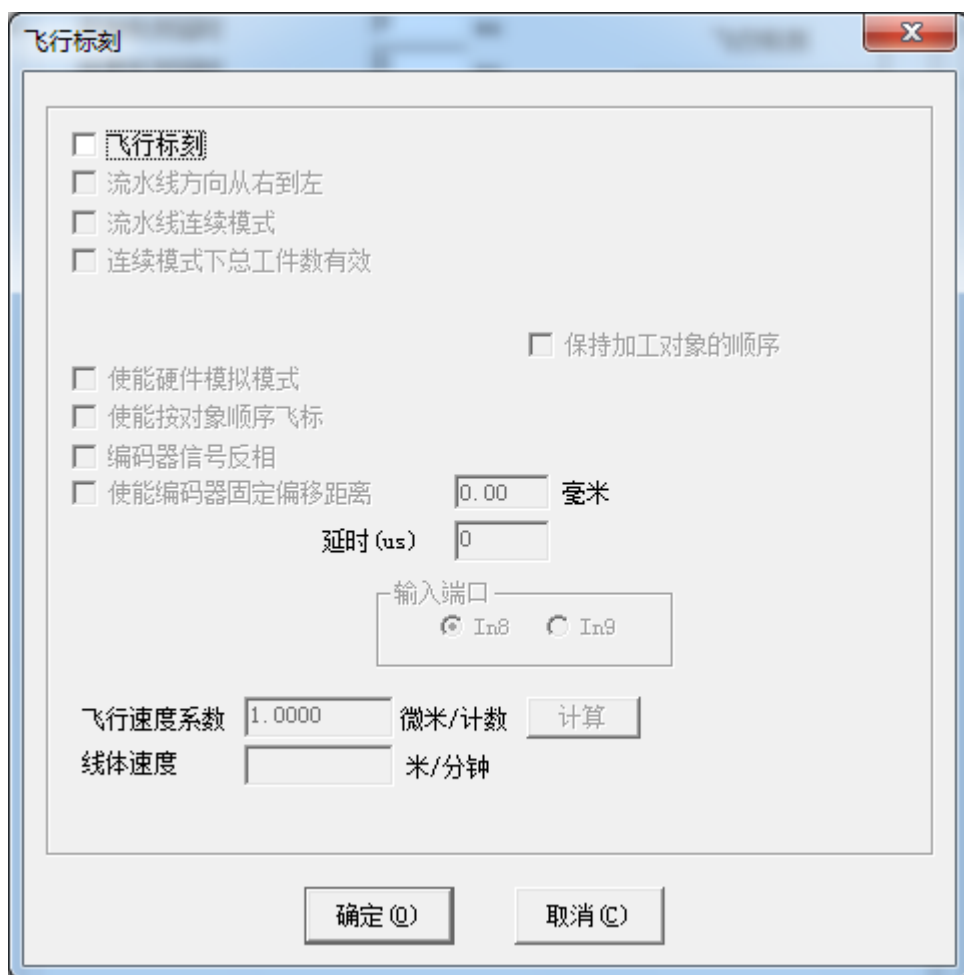 飞行标刻
飞行标刻
流水线方向从右到左
流水线连续模式
连续模式下总工件数有效
保持加工对象的顺序
使能硬件模拟模式
使能按对象顺序飞标
编码器信号反相
使能编码器固定偏移距离 0.00 毫米
延时(us) 0
输入端口
In8 In9
飞行速度系数 1.0000 微米/计数 计算
线体速度 米/分钟
确定(O) 取消(C)